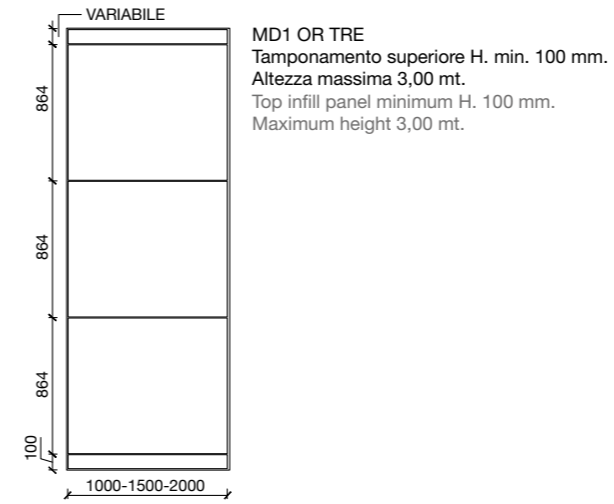 VARIABILE
MD1 OR TRE
Tamponamento superiore H. min. 100 mm.
Altezza massima 3,00 mt.
Top infill panel minimum H. 100 mm.
Maximum height 3,00 mt.
864
864
864
100
1000-1500-2000